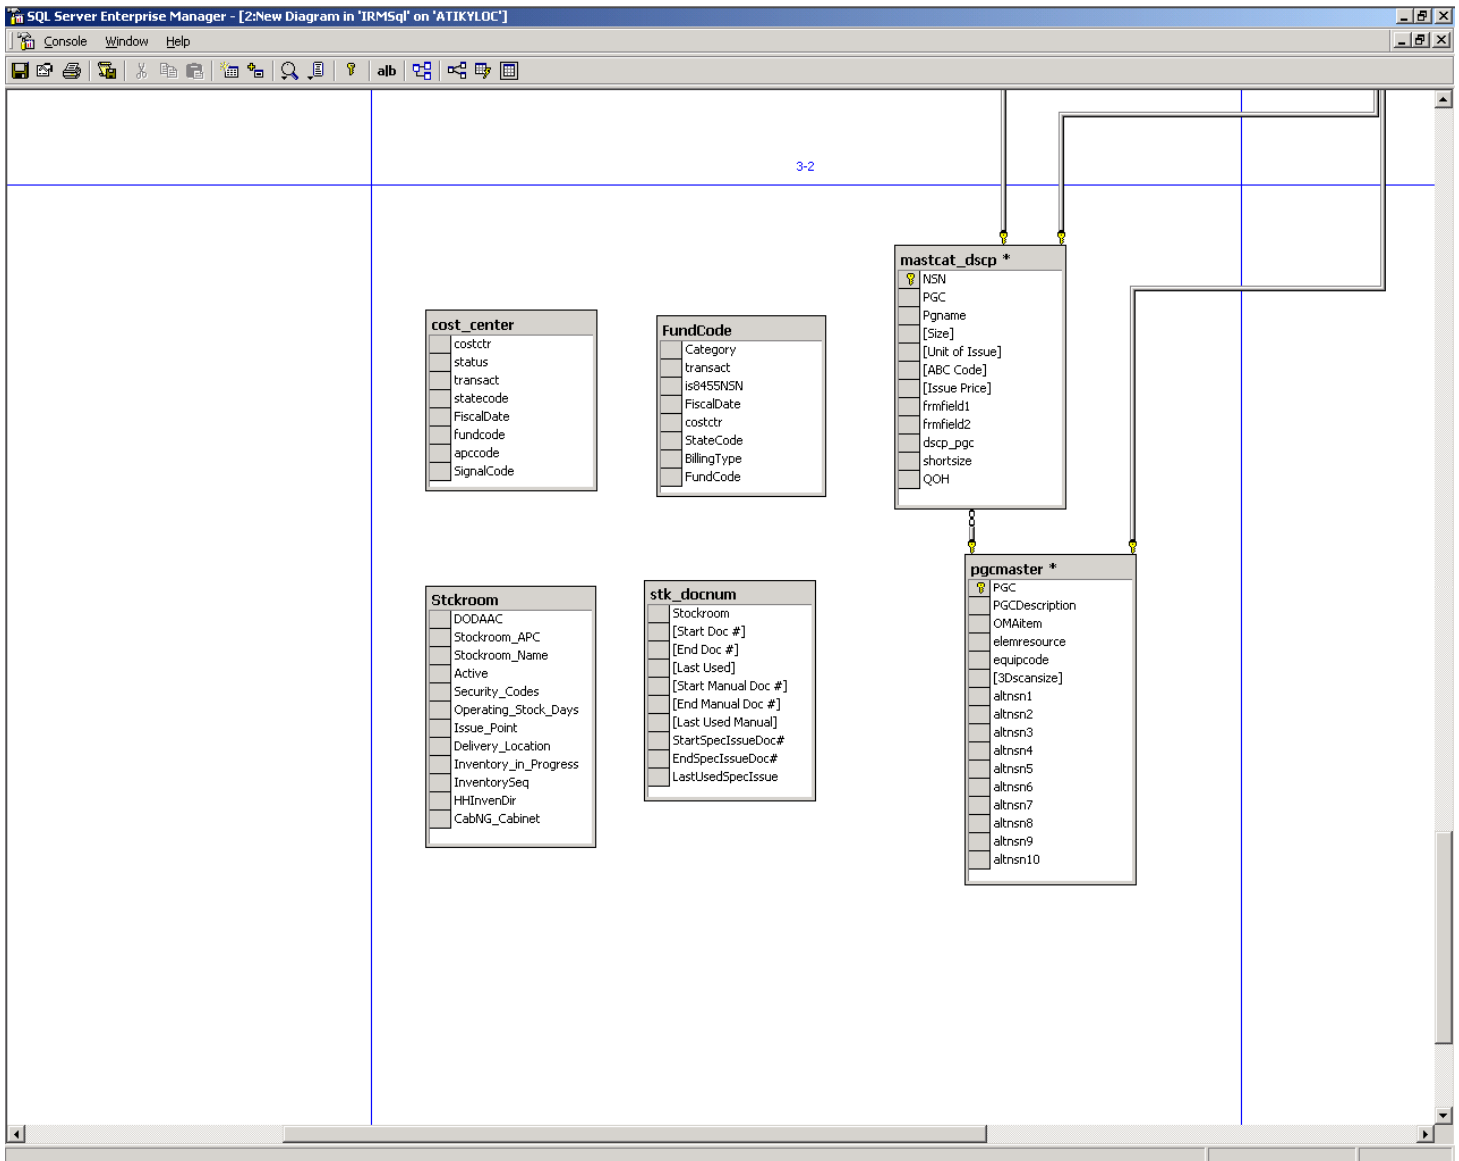 SQL Server Enterprise Manager - [2:New Diagram in 'IRMSql' on 'ATIKYLOC']
Console Window Help
a|b
3-2
cost_center
costctr
status
transact
statecode
FiscalDate
fundcode
apccode
SignalCode
FundCode
Category
transact
is8455NSN
FiscalDate
costctr
StateCode
BillingType
FundCode
mastcat_dscp *
NSN
PGC
Pgname
[Size]
[Unit of Issue]
[ABC Code]
[Issue Price]
frmfield1
frmfield2
dscp_pgc
shortsize
QOH
Stckroom
DODAAC
Stockroom_APC
Stockroom_Name
Active
Security_Codes
Operating_Stock_Days
Issue_Point
Delivery_Location
Inventory_in_Progress
InventorySeq
HHInvenDir
CabNG_Cabinet
stk_docnum
Stockroom
[Start Doc #]
[End Doc #]
[Last Used]
[Start Manual Doc #]
[End Manual Doc #]
[Last Used Manual]
StartSpecIssueDoc#
EndSpecIssueDoc#
LastUsedSpecIssue
pgcmaster *
PGC
PGCDescription
OMAitem
elemresource
equipcode
[3Dscansize]
altnsn1
altnsn2
altnsn3
altnsn4
altnsn5
altnsn6
altnsn7
altnsn8
altnsn9
altnsn10